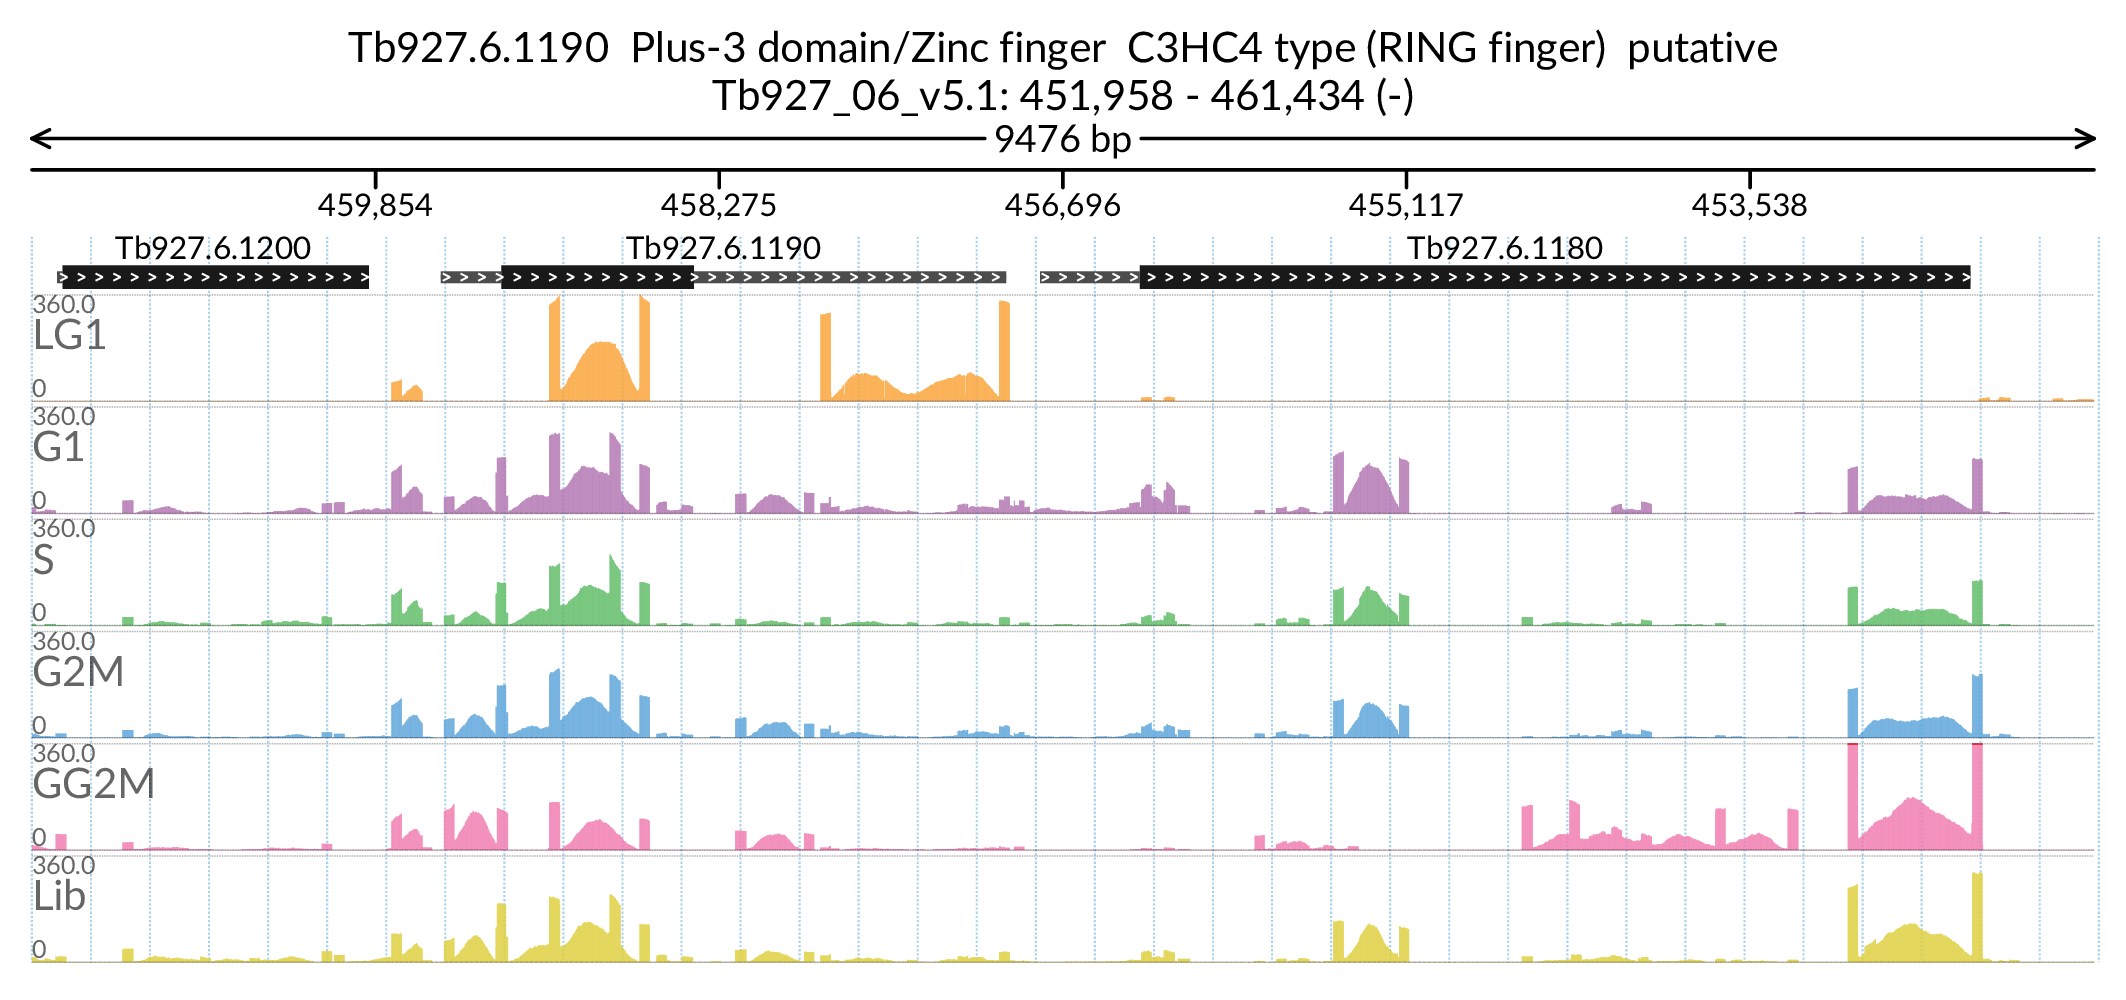 Tb927.6.1190  Plus-3 domain/Zinc finger  C3HC4 type (RING finger)  putative
Tb927_06_v5.1: 451,958 - 461,434 (-)
9476 bp
459,854 458,275 456,696 455,117 453,538
Tb927.6.1200 Tb927.6.1190 Tb927.6.1180
360.0
LG1
0
360.0
G1
0
360.0
S
0
360.0
G2M
0
360.0
GG2M
0
360.0
Lib
0